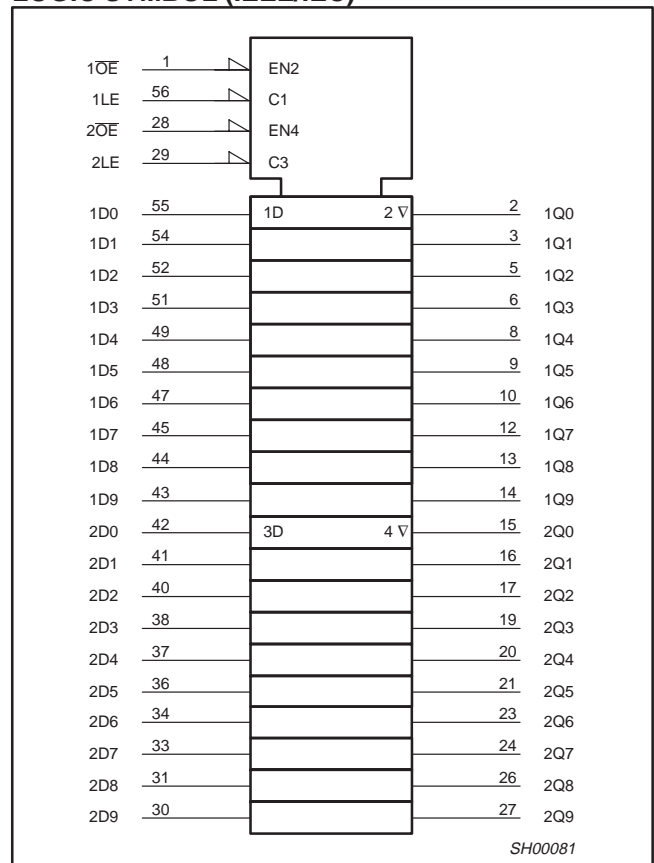 LOGIC SYMBOL (IEEE/IEC)
1O̅E̅ 1 EN2
1LE 56 C1
2O̅E̅ 28 EN4
2LE 29 C3
1D0 55 1D 2 ∇ 2 1Q0
1D1 54 3 1Q1
1D2 52 5 1Q2
1D3 51 6 1Q3
1D4 49 8 1Q4
1D5 48 9 1Q5
1D6 47 10 1Q6
1D7 45 12 1Q7
1D8 44 13 1Q8
1D9 43 14 1Q9
2D0 42 3D 4 ∇ 15 2Q0
2D1 41 16 2Q1
2D2 40 17 2Q2
2D3 38 19 2Q3
2D4 37 20 2Q4
2D5 36 21 2Q5
2D6 34 23 2Q6
2D7 33 24 2Q7
2D8 31 26 2Q8
2D9 30 27 2Q9
SH00081